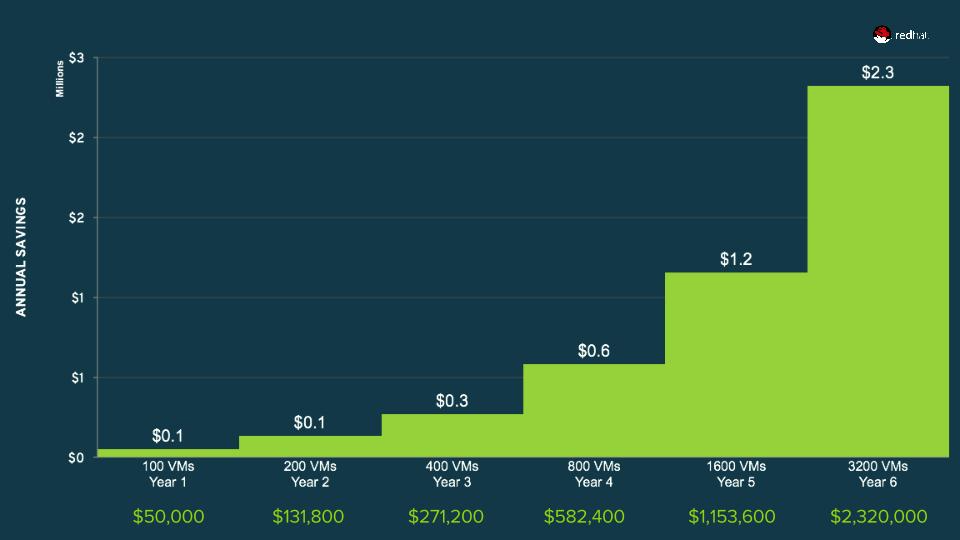 redhat.
Millions
$3
$2
$2
$1
$1
$0
ANNUAL SAVINGS
$0.1
$0.1
$0.3
$0.6
$1.2
$2.3
100 VMs
Year 1
200 VMs
Year 2
400 VMs
Year 3
800 VMs
Year 4
1600 VMs
Year 5
3200 VMs
Year 6
$50,000
$131,800
$271,200
$582,400
$1,153,600
$2,320,000